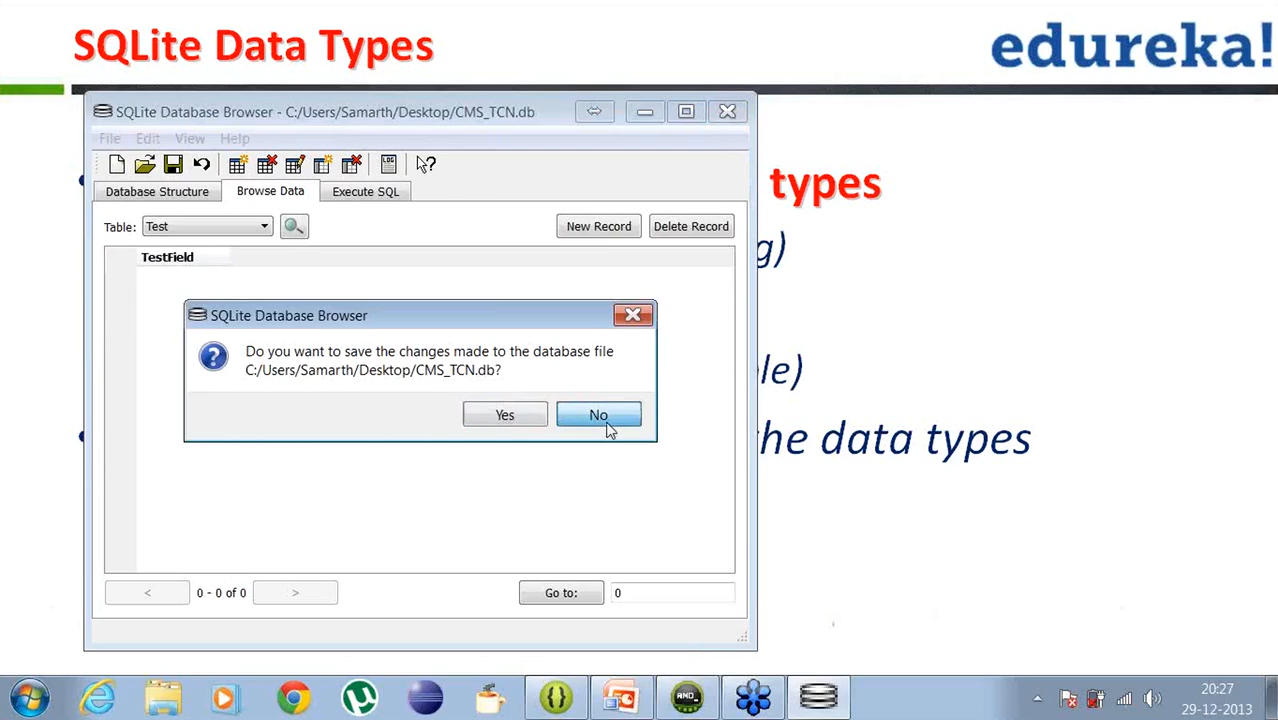 SQLite Data Types
edureka!
SQLite Database Browser - C:/Users/Samarth/Desktop/CMS_TCN.db
File Edit View Help
LOG
Database Structure Browse Data Execute SQL
types
Table: Test New Record Delete Record
g)
TestField
SQLite Database Browser
Do you want to save the changes made to the database file
C:/Users/Samarth/Desktop/CMS_TCN.db?
le)
Yes No
he data types
< 0 - 0 of 0 > Go to: 0
AND
20:27
29-12-2013